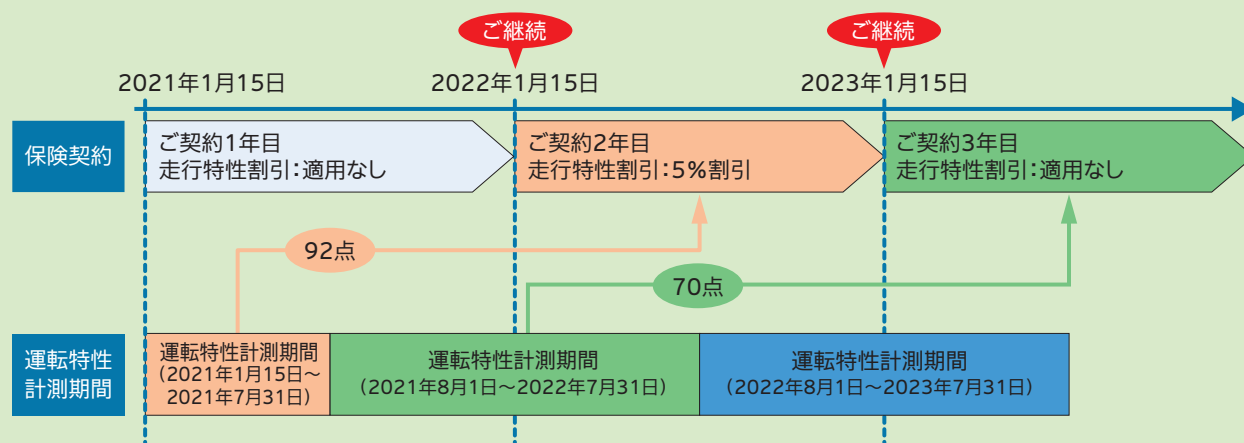 ご継続
ご継続
2021年1月15日
2022年1月15日
2023年1月15日
保険契約
ご契約1年目
走行特性割引：適用なし
ご契約2年目
走行特性割引：5％割引
ご契約3年目
走行特性割引：適用なし
92点
70点
運転特性
計測期間
運転特性計測期間
（2021年1月15日～
2021年7月31日）
運転特性計測期間
（2021年8月1日～2022年7月31日）
運転特性計測期間
（2022年8月1日～2023年7月31日）